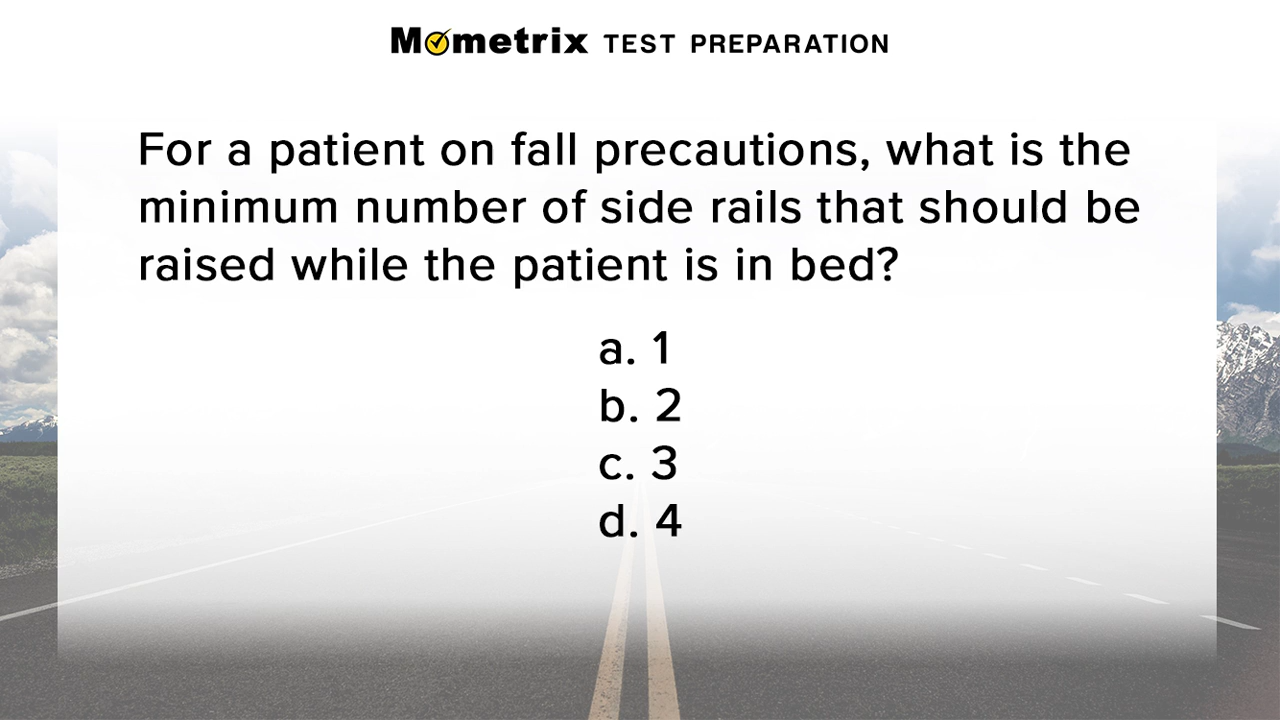 Mometrix TEST PREPARATION
For a patient on fall precautions, what is the
minimum number of side rails that should be
raised while the patient is in bed?
a. 1
b. 2
c. 3
d. 4